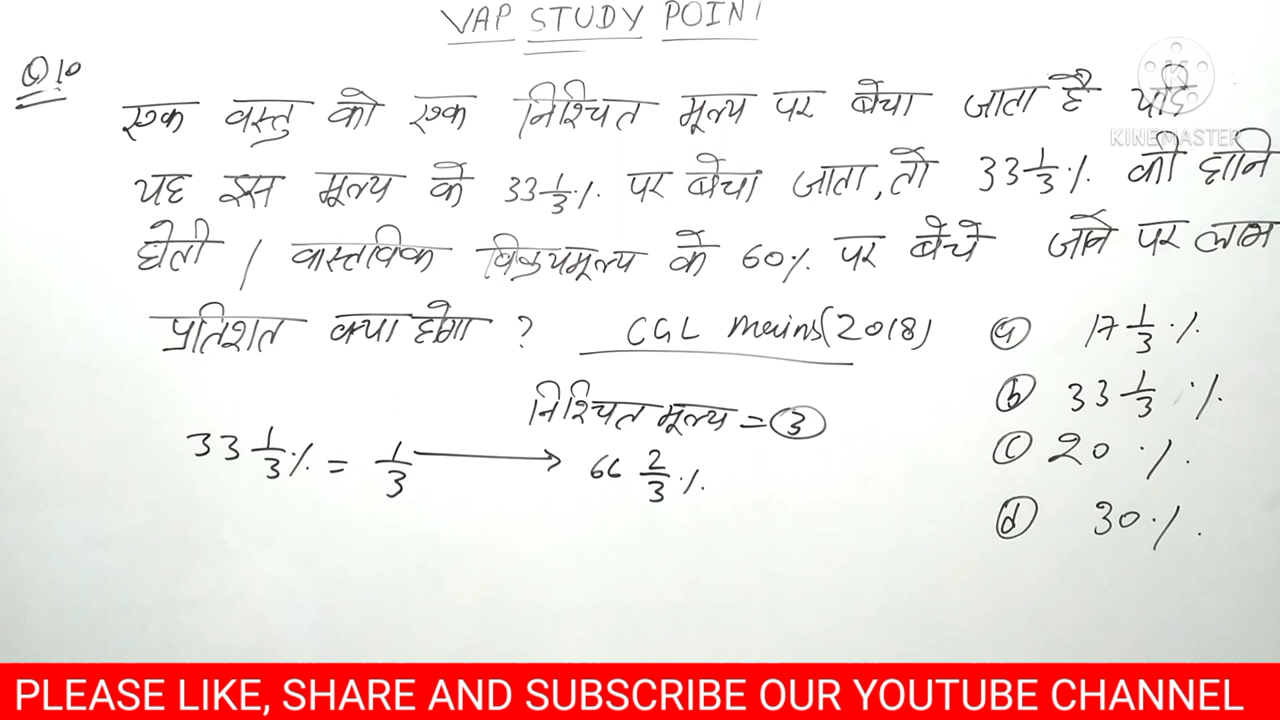 VAP STUDY POINT
Q10
एक वस्तु को एक निश्चित मूल्य पर बेचा जाता है यदि
KINEMASTER
यह इस मूल्य के 33 1/3 % पर बेचा जाता, तो 33 1/3 % की हानि
होती / वास्तविक विक्रयमूल्य के 60% पर बेचे जाने पर लाभ
प्रतिशत क्या होगा ? CGL mains(2018)
(a) 17 1/3 %
(b) 33 1/3 %
(c) 20 %
(d) 30 %
निश्चित मूल्य = 3
33 1/3 % = 1/3 → 66 2/3 %
PLEASE LIKE, SHARE AND SUBSCRIBE OUR YOUTUBE CHANNEL